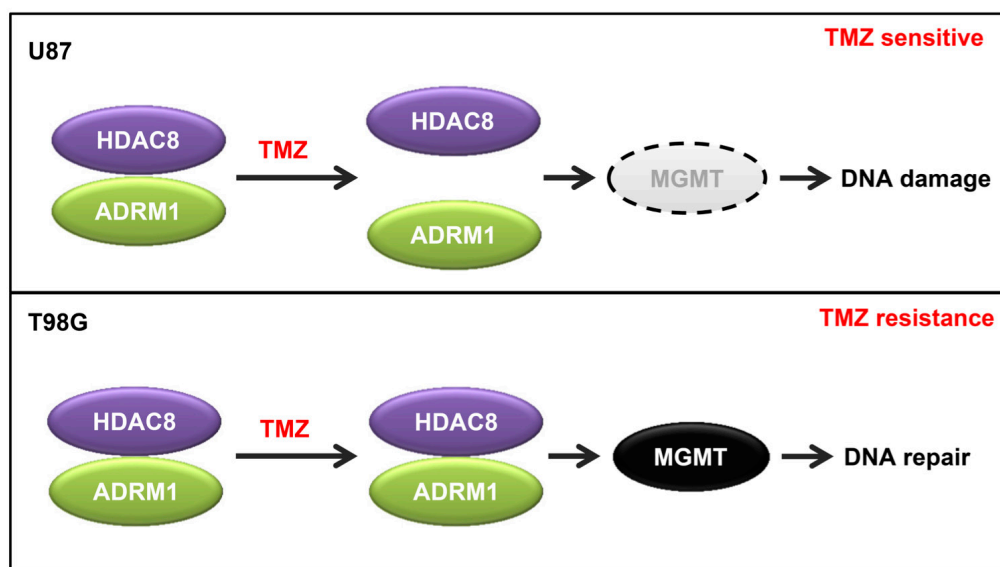 U87
TMZ sensitive
HDAC8
ADRM1
TMZ
HDAC8
ADRM1
MGMT
DNA damage
T98G
TMZ resistance
HDAC8
ADRM1
TMZ
HDAC8
ADRM1
MGMT
DNA repair